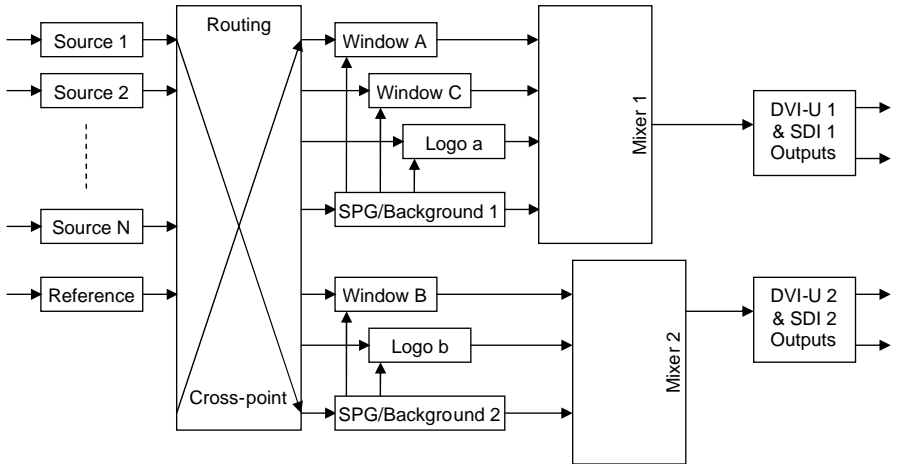 Source 1
Source 2
Source N
Reference
Routing
Cross-point
Window A
Window C
Logo a
SPG/Background 1
Window B
Logo b
SPG/Background 2
Mixer 1
Mixer 2
DVI-U 1
& SDI 1
Outputs
DVI-U 2
& SDI 2
Outputs